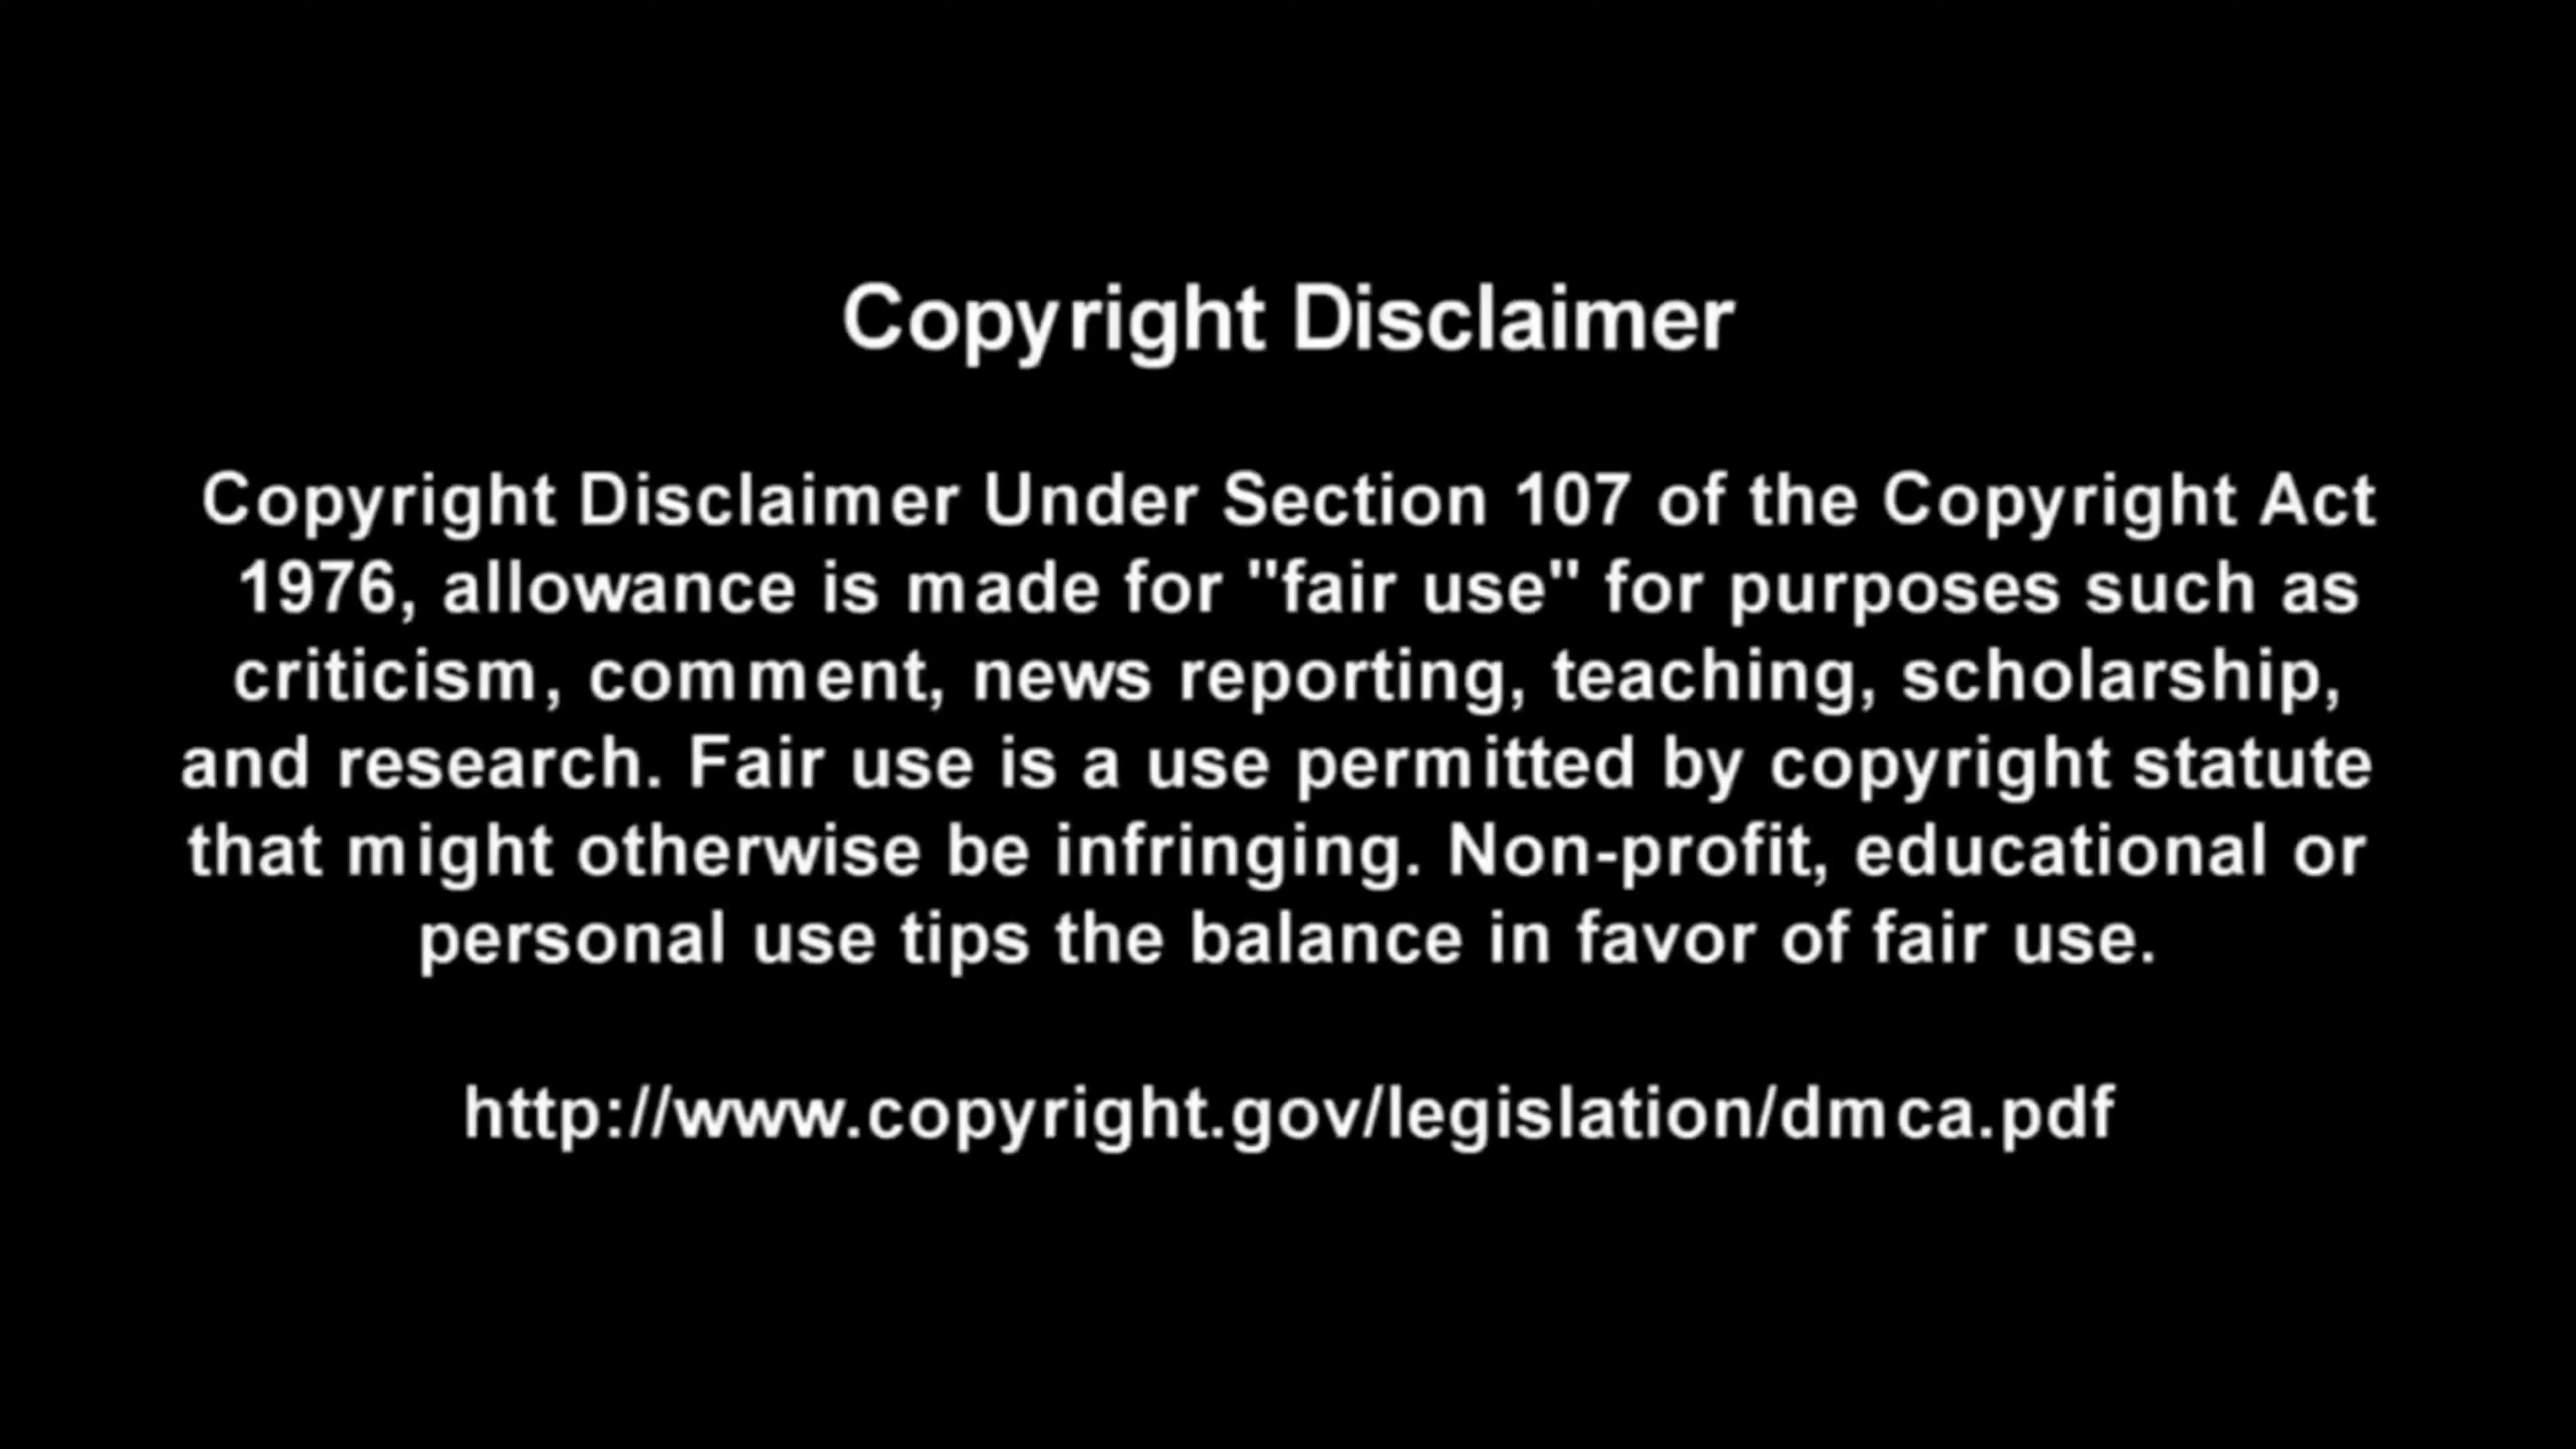 Copyright Disclaimer
Copyright Disclaimer Under Section 107 of the Copyright Act
1976, allowance is made for "fair use" for purposes such as
criticism, comment, news reporting, teaching, scholarship,
and research. Fair use is a use permitted by copyright statute
that might otherwise be infringing. Non-profit, educational or
personal use tips the balance in favor of fair use.
http://www.copyright.gov/legislation/dmca.pdf